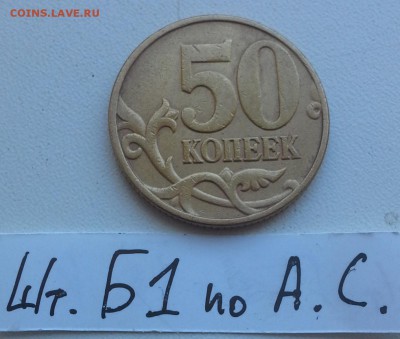 COINS.LAVE.RU
50
КОПЕЕК
Шт. Б1 по А.С.